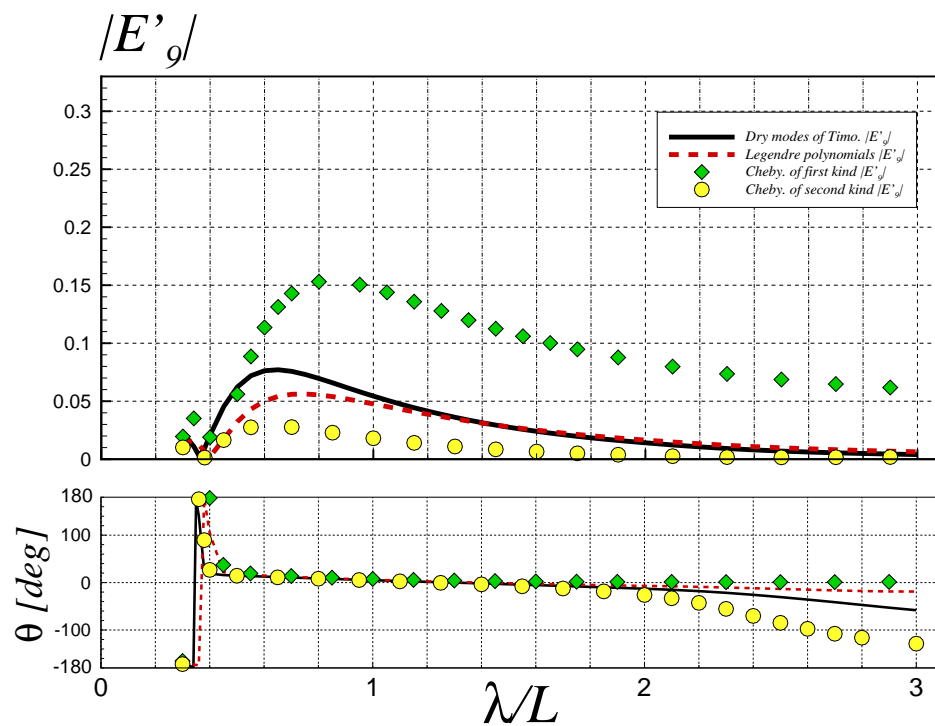 |E'₉|
0.3
0.25
0.2
0.15
0.1
0.05
0
Dry modes of Timo. |E'₉|
Legendre polynomials |E'₉|
Cheby. of first kind |E'₉|
Cheby. of second kind |E'₉|
180
100
0
-100
-180
θ [deg]
0 1 2 3
λ/L